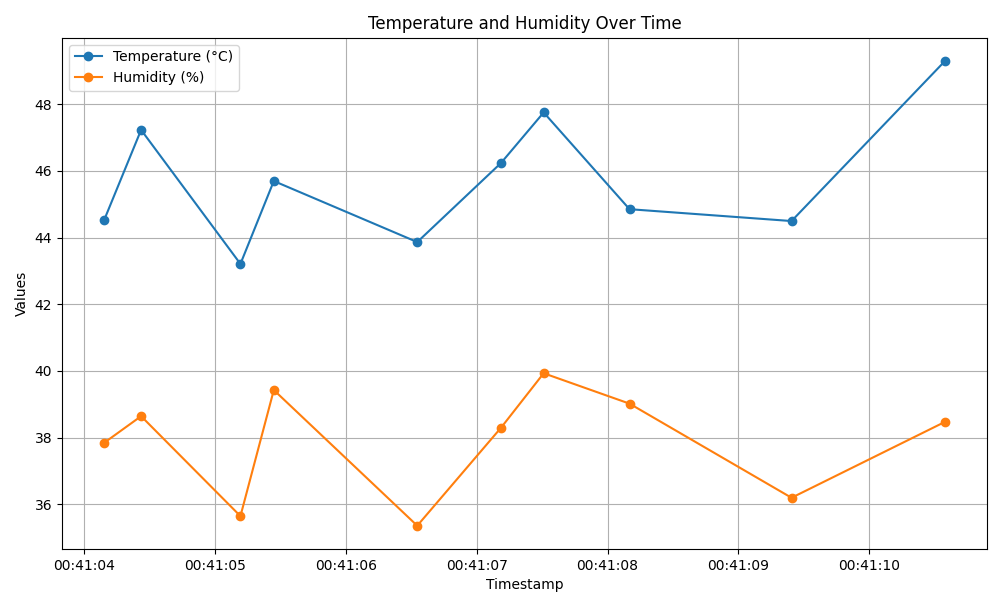 Temperature and Humidity Over Time
Temperature (°C)
Humidity (%)
Values
48
46
44
42
40
38
36
00:41:04 00:41:05 00:41:06 00:41:07 00:41:08 00:41:09 00:41:10
Timestamp